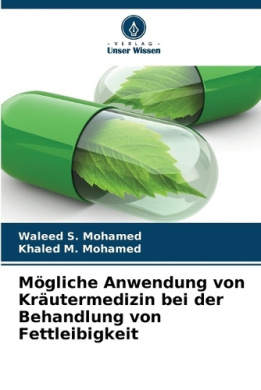 - VERLAG -
Unser Wissen
Waleed S. Mohamed
Khaled M. Mohamed
Mögliche Anwendung von
Kräutermedizin bei der
Behandlung von
Fettleibigkeit